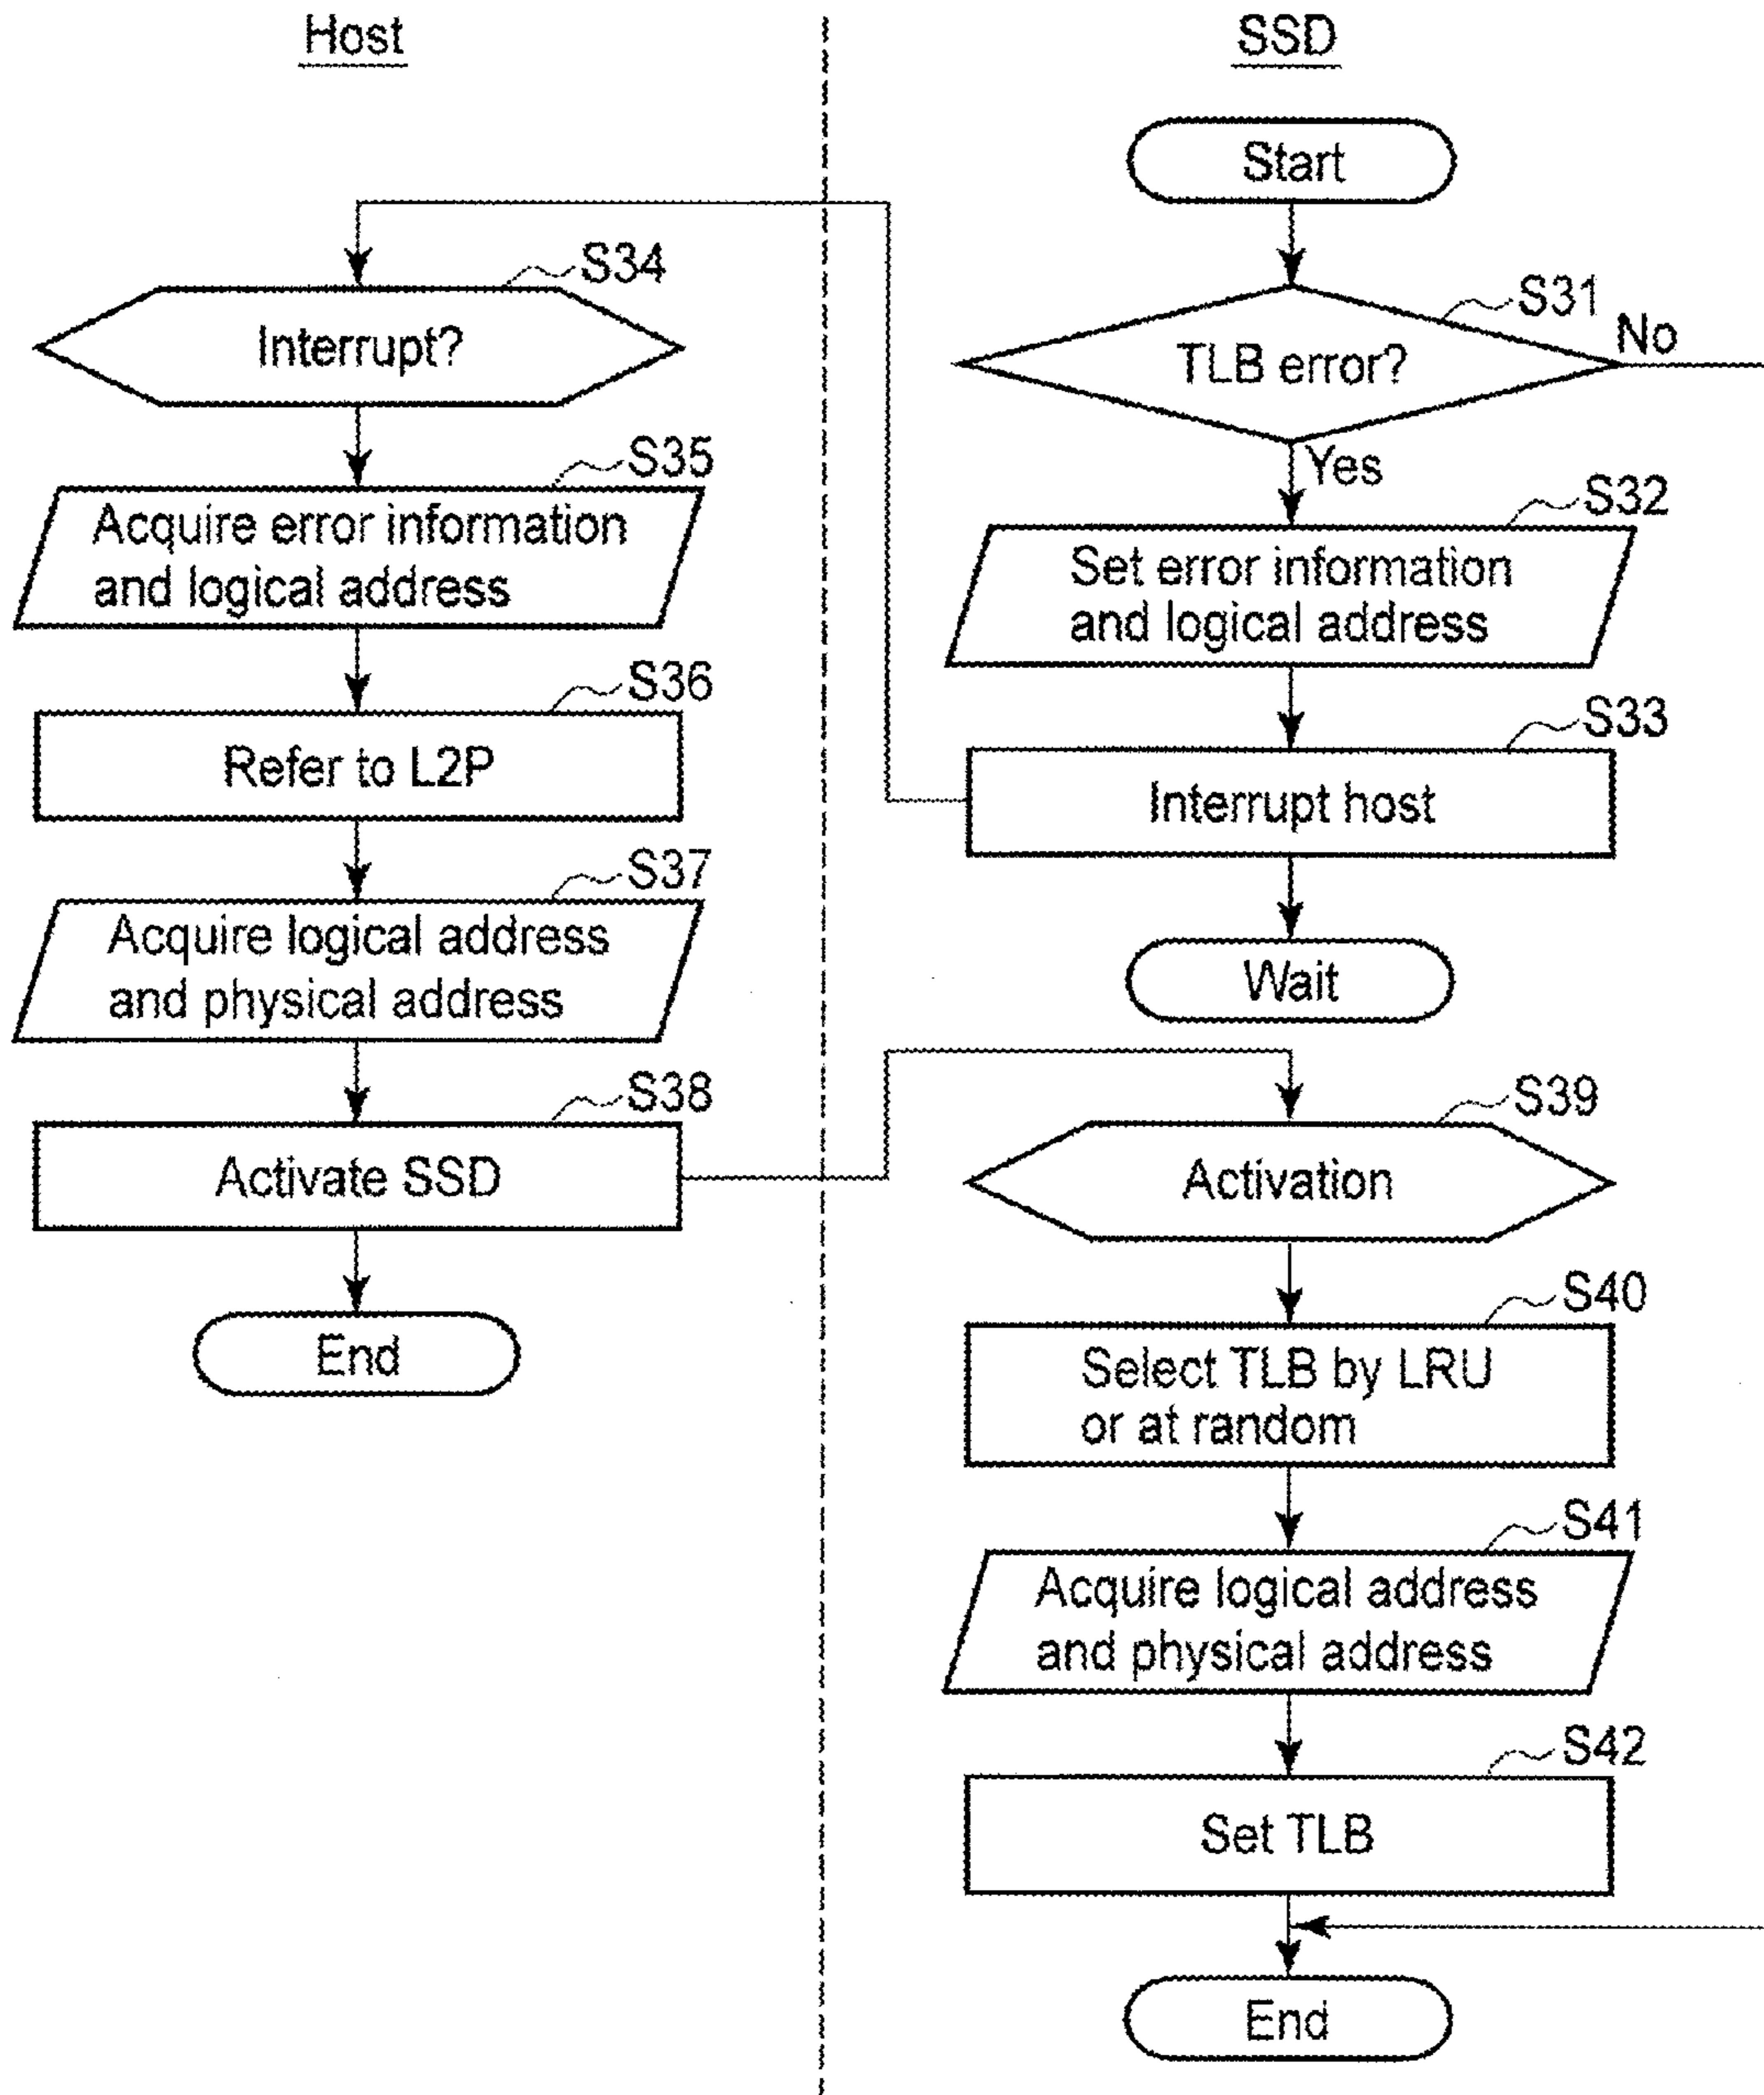 Host
SSD
Start
S34
Interrupt?
S31
TLB error?
No
Yes
S35
Acquire error information
and logical address
S32
Set error information
and logical address
S36
Refer to L2P
S33
Interrupt host
S37
Acquire logical address
and physical address
Wait
S38
Activate SSD
S39
Activation
End
S40
Select TLB by LRU
or at random
S41
Acquire logical address
and physical address
S42
Set TLB
End